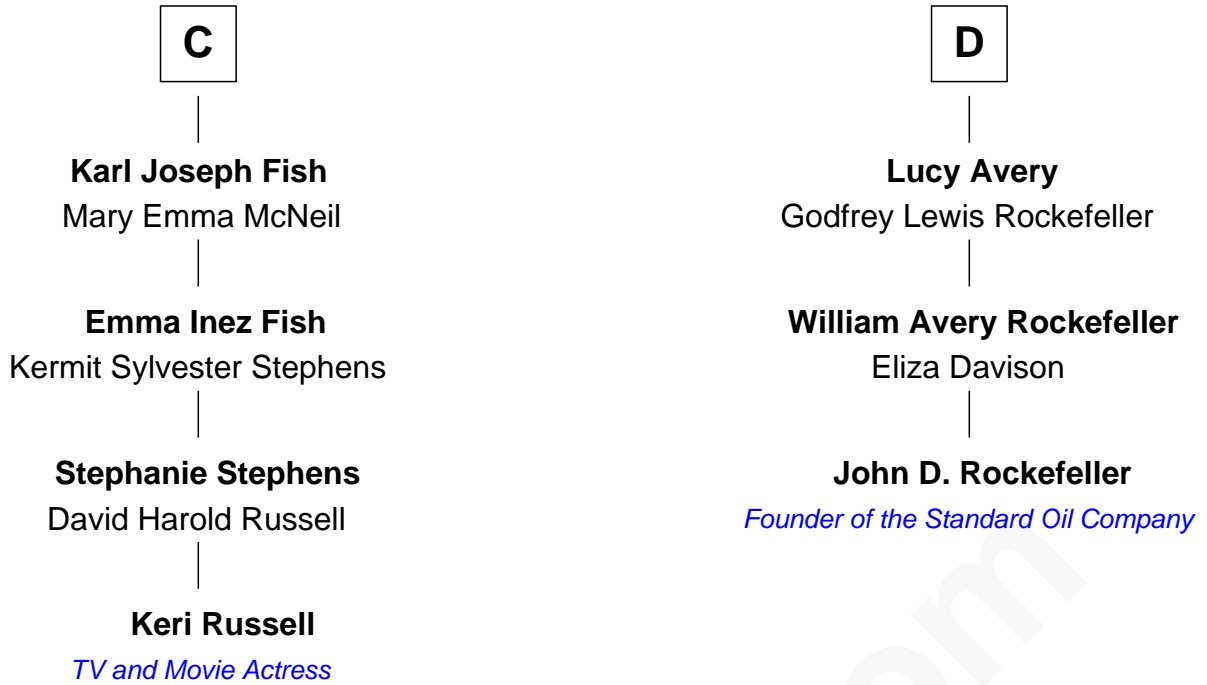 C
Karl Joseph Fish
Mary Emma McNeil
Emma Inez Fish
Kermit Sylvester Stephens
Stephanie Stephens
David Harold Russell
Keri Russell
TV and Movie Actress
D
Lucy Avery
Godfrey Lewis Rockefeller
William Avery Rockefeller
Eliza Davison
John D. Rockefeller
Founder of the Standard Oil Company
om